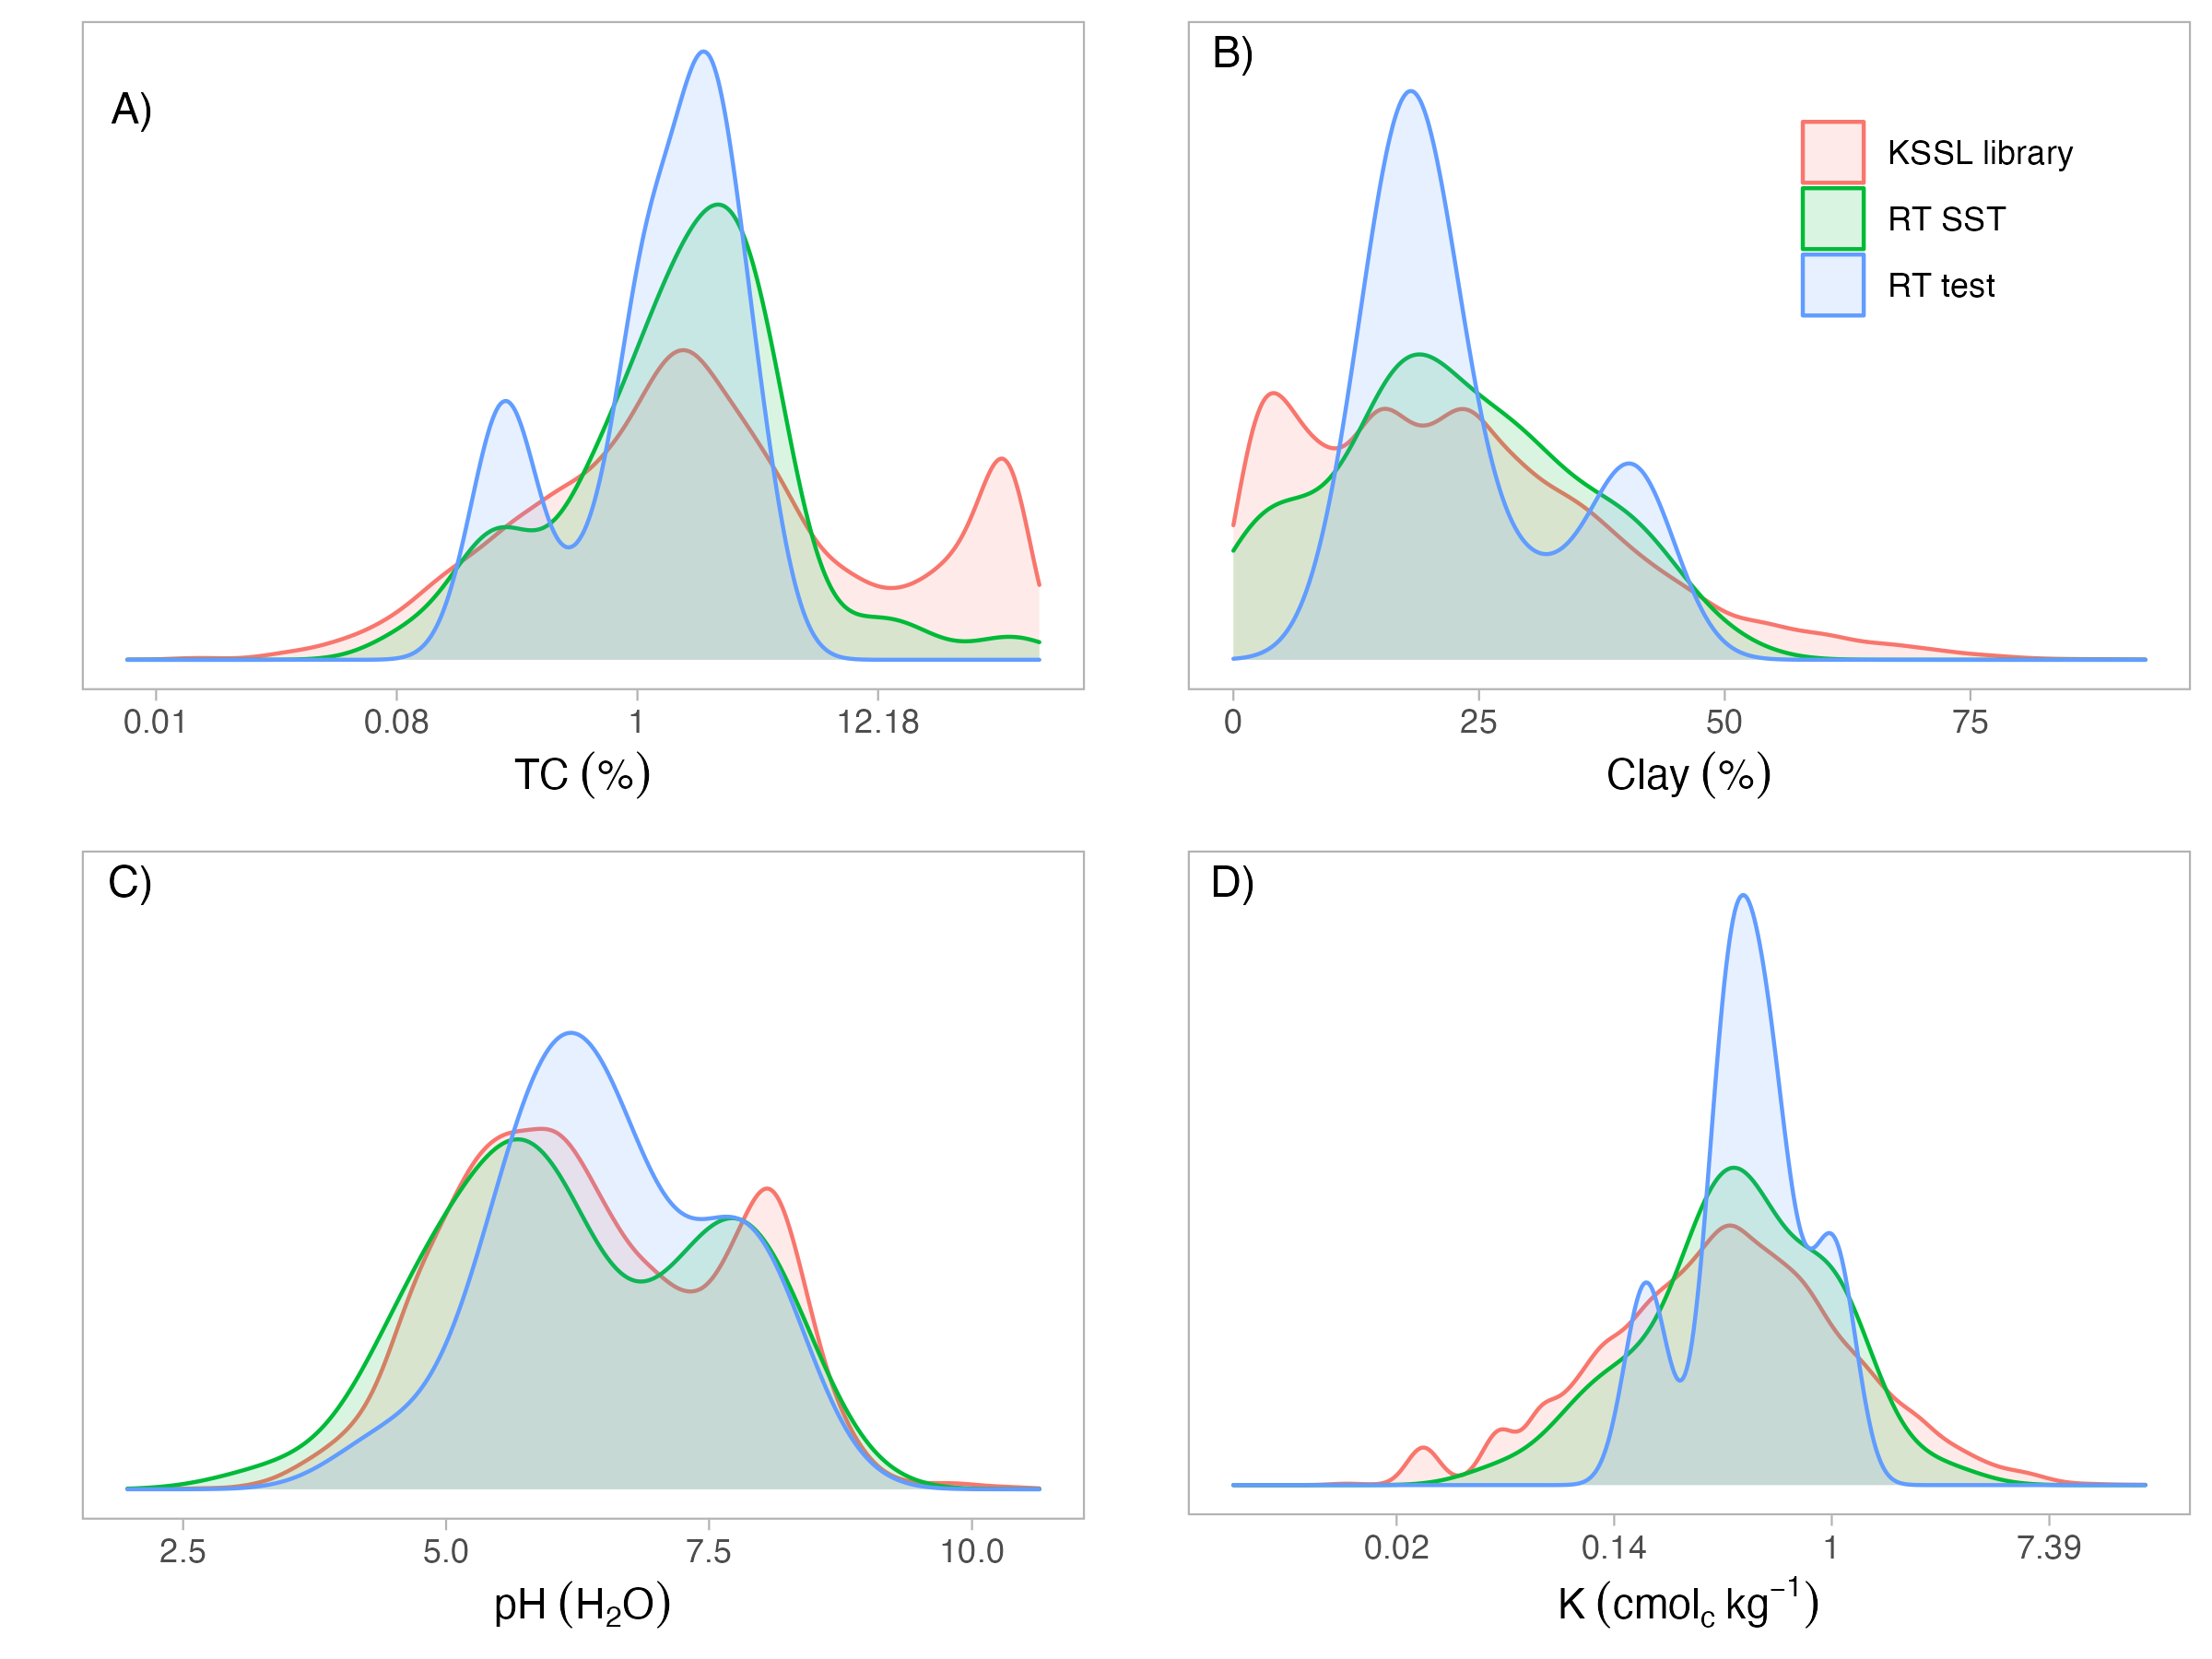 A)
0.01 0.08 1 12.18
TC (%)
B)
KSSL library
RT SST
RT test
0 25 50 75
Clay (%)
C)
2.5 5.0 7.5 10.0
pH (H₂O)
D)
0.02 0.14 1 7.39
K (cmol_c kg⁻¹)